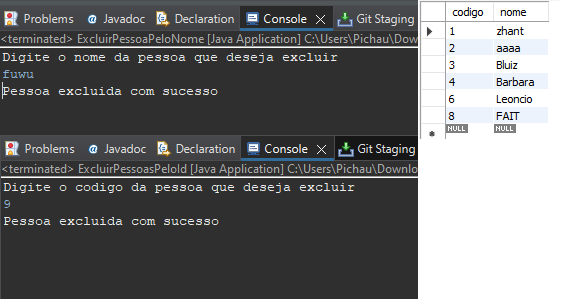 Problems Javadoc Declaration Console Git Staging
<terminated> ExcluirPessoaPeloNome [Java Application] C:\Users\Pichau\Down
Digite o nome da pessoa que deseja excluir
fuwu
Pessoa excluida com sucesso
Problems Javadoc Declaration Console Git Staging
<terminated> ExcluirPessoasPeloId [Java Application] C:\Users\Pichau\Downlo
Digite o codigo da pessoa que deseja excluir
9
Pessoa excluida com sucesso
codigo nome
1 zhant
2 aaaa
3 Bluiz
4 Barbara
6 Leoncio
8 FAIT
NULL NULL